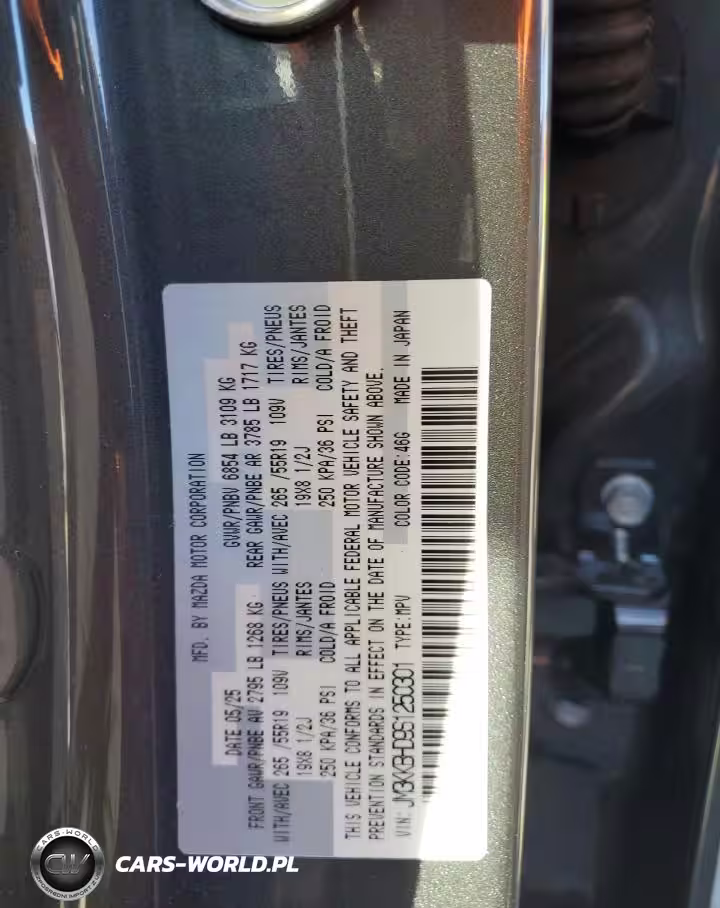 MFD. BY MAZDA MOTOR CORPORATION
DATE 05/25 GVWR/PNBV 6854 LB 3109 KG
FRONT GAWR/PNBE AV 2795 LB 1268 KG REAR GAWR/PNBE AR 3785 LB 1717 KG
WITH/AVEC 265 /55R19 109V TIRES/PNEUS WITH/AVEC 265 /55R19 109V TIRES/PNEUS
19X8 1/2J RIMS/JANTES 19X8 1/2J RIMS/JANTES
250 KPA/36 PSI COLD/A FROID 250 KPA/36 PSI COLD/A FROID
THIS VEHICLE CONFORMS TO ALL APPLICABLE FEDERAL MOTOR VEHICLE SAFETY AND THEFT
PREVENTION STANDARDS IN EFFECT ON THE DATE OF MANUFACTURE SHOWN ABOVE.
VIN: JM3KKBHD9S1250301 TYPE:MPV COLOR CODE:46G MADE IN JAPAN
CW
CARS-WORLD.PL